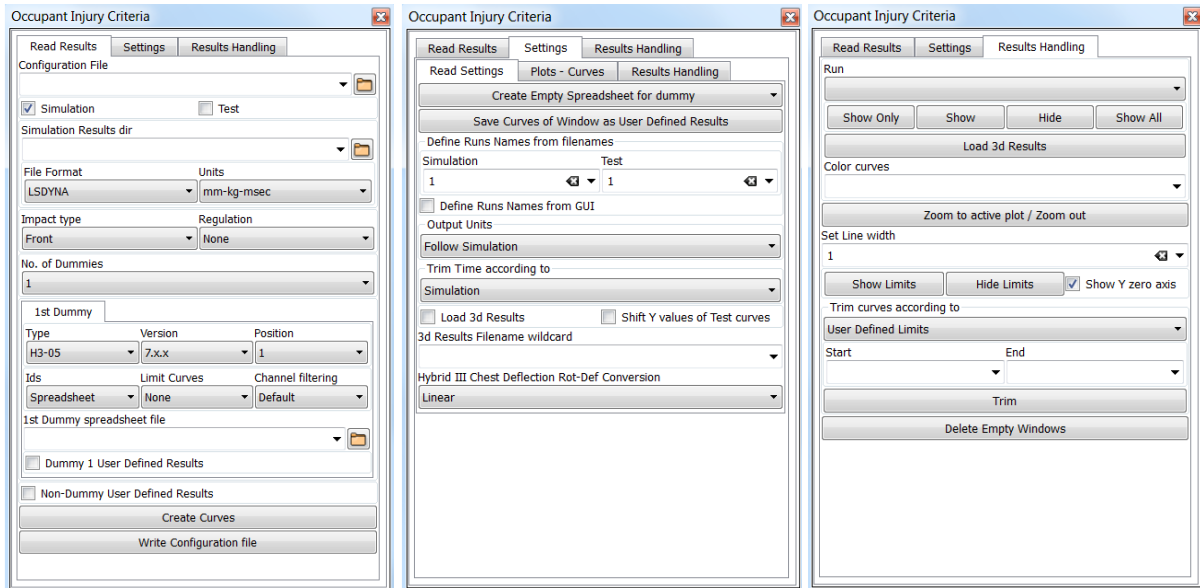 Occupant Injury Criteria
Read Results Settings Results Handling
Configuration File
Simulation Test
Simulation Results dir
File Format Units
LSDYNA mm-kg-msec
Impact type Regulation
Front None
No. of Dummies
1
1st Dummy
Type Version Position
H3-05 7.x.x 1
Ids Limit Curves Channel filtering
Spreadsheet None Default
1st Dummy spreadsheet file
Dummy 1 User Defined Results
Non-Dummy User Defined Results
Create Curves
Write Configuration file
Occupant Injury Criteria
Read Results Settings Results Handling
Read Settings Plots - Curves Results Handling
Create Empty Spreadsheet for dummy
Save Curves of Window as User Defined Results
Define Runs Names from filenames
Simulation Test
1 1
Define Runs Names from GUI
Output Units
Follow Simulation
Trim Time according to
Simulation
Load 3d Results Shift Y values of Test curves
3d Results Filename wildcard
Hybrid III Chest Deflection Rot-Def Conversion
Linear
Occupant Injury Criteria
Read Results Settings Results Handling
Run
Show Only Show Hide Show All
Load 3d Results
Color curves
Zoom to active plot / Zoom out
Set Line width
1
Show Limits Hide Limits Show Y zero axis
Trim curves according to
User Defined Limits
Start End
Trim
Delete Empty Windows